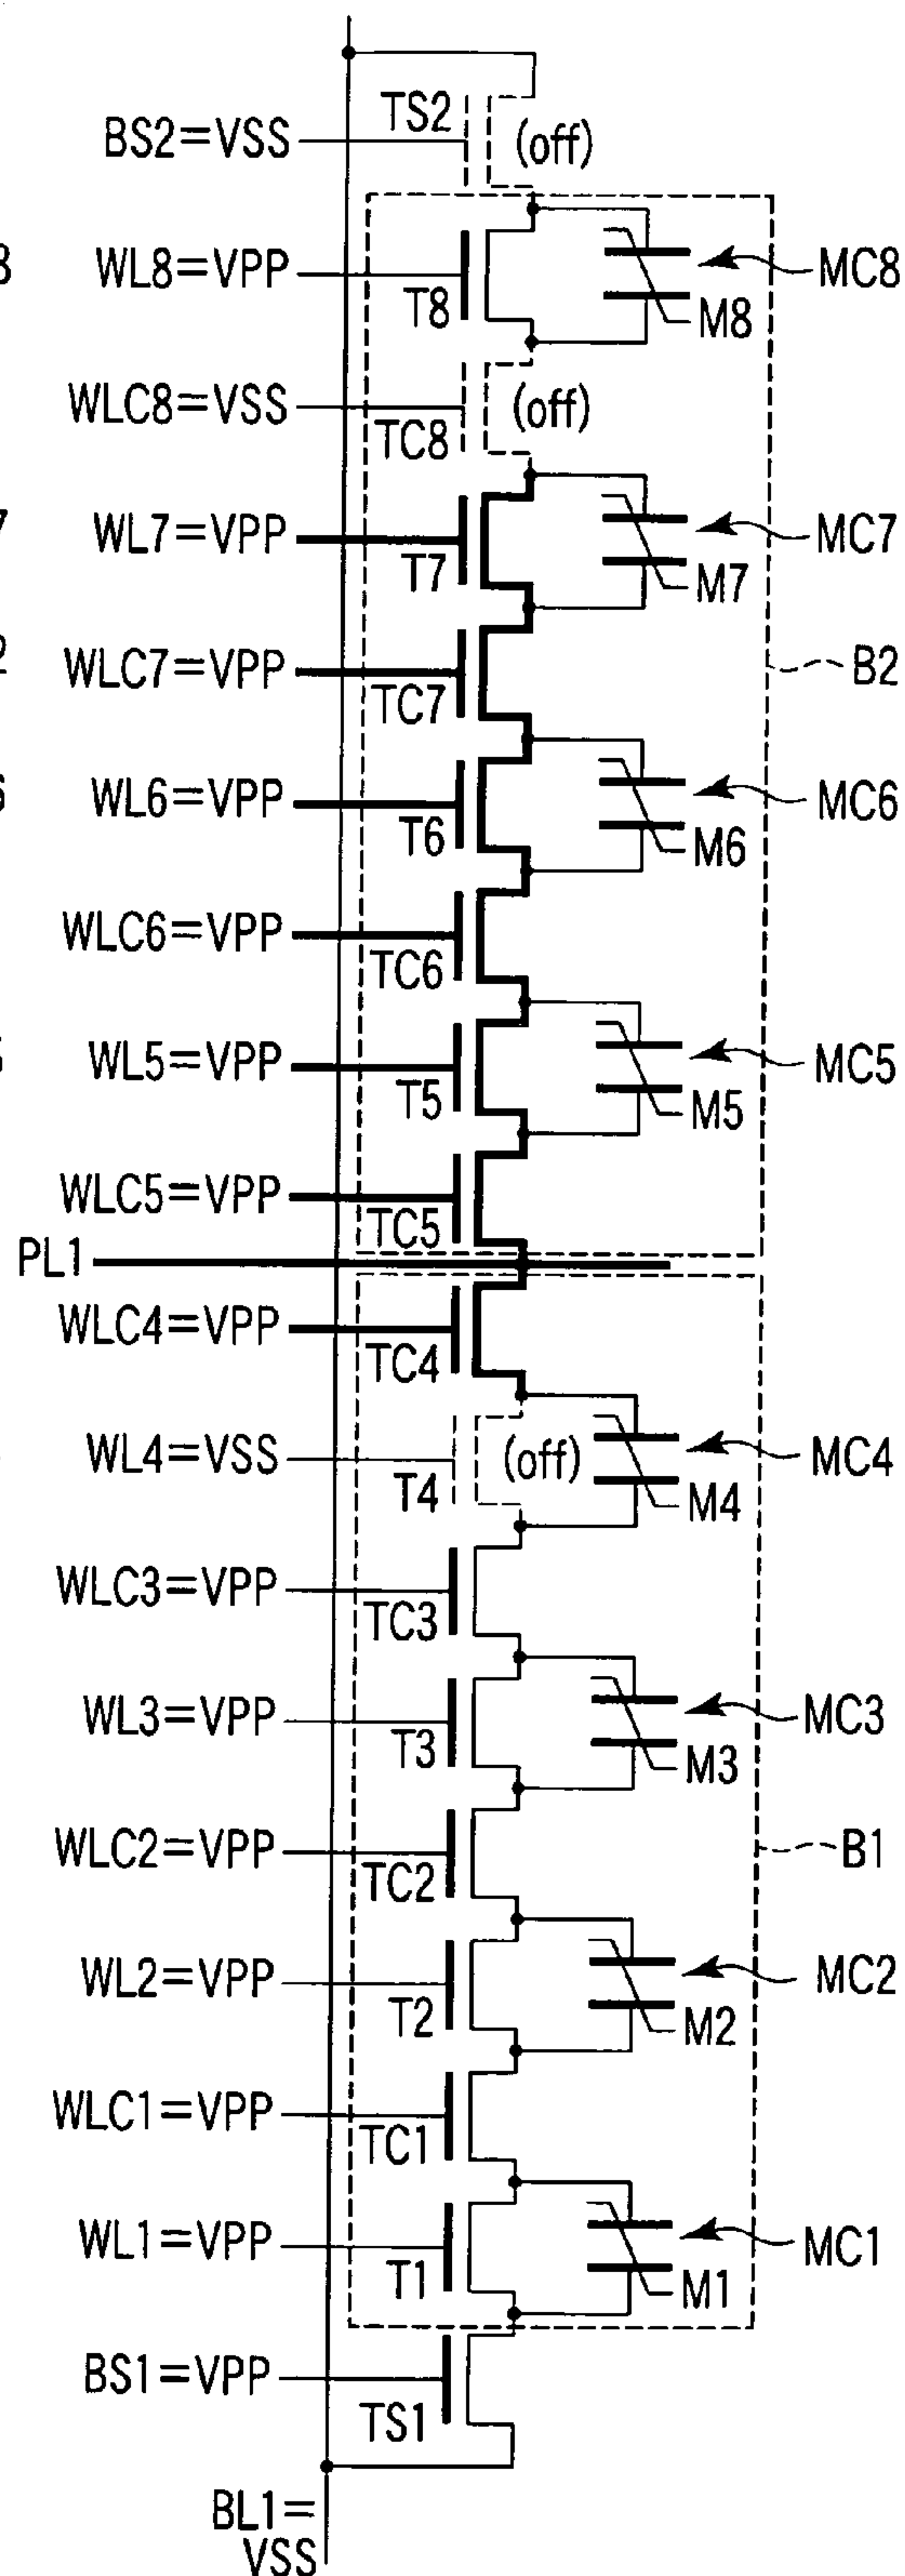 TS2
BS2=VSS
(off)
8
WL8=VPP
MC8
T8
M8
WLC8=VSS
(off)
TC8
7
WL7=VPP
MC7
T7
M7
2
WLC7=VPP
B2
TC7
6
WL6=VPP
MC6
T6
M6
WLC6=VPP
TC6
WL5=VPP
MC5
T5
M5
WLC5=VPP
TC5
PL1
WLC4=VPP
TC4
WL4=VSS
(off)
MC4
T4
M4
WLC3=VPP
TC3
WL3=VPP
MC3
T3
M3
WLC2=VPP
B1
TC2
WL2=VPP
MC2
T2
M2
WLC1=VPP
TC1
WL1=VPP
MC1
T1
M1
BS1=VPP
TS1
BL1=
VSS